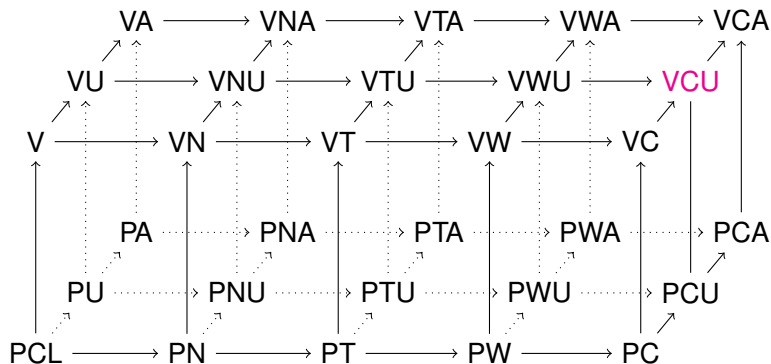 VA VNA VTA VWA VCA
VU VNU VTU VWU VCU
V VN VT VW VC
PA PNA PTA PWA PCA
PU PNU PTU PWU PCU
PCL PN PT PW PC